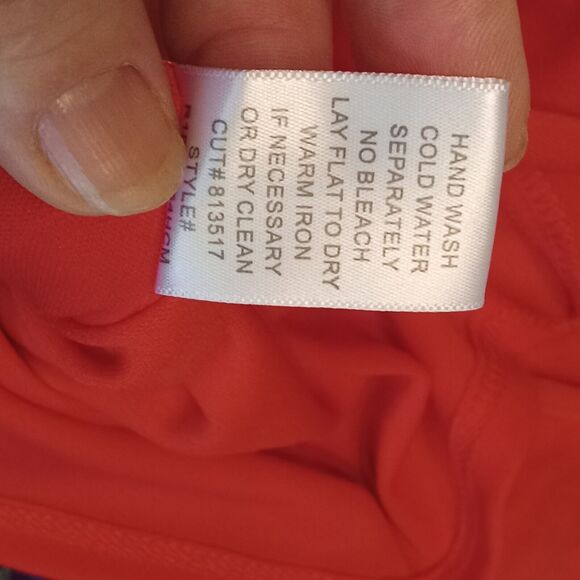 HAND WASH
COLD WATER
SEPARATELY
NO BLEACH
LAY FLAT TO DRY
WARM IRON
IF NECESSARY
OR DRY CLEAN
CUT# 813517
STYLE#